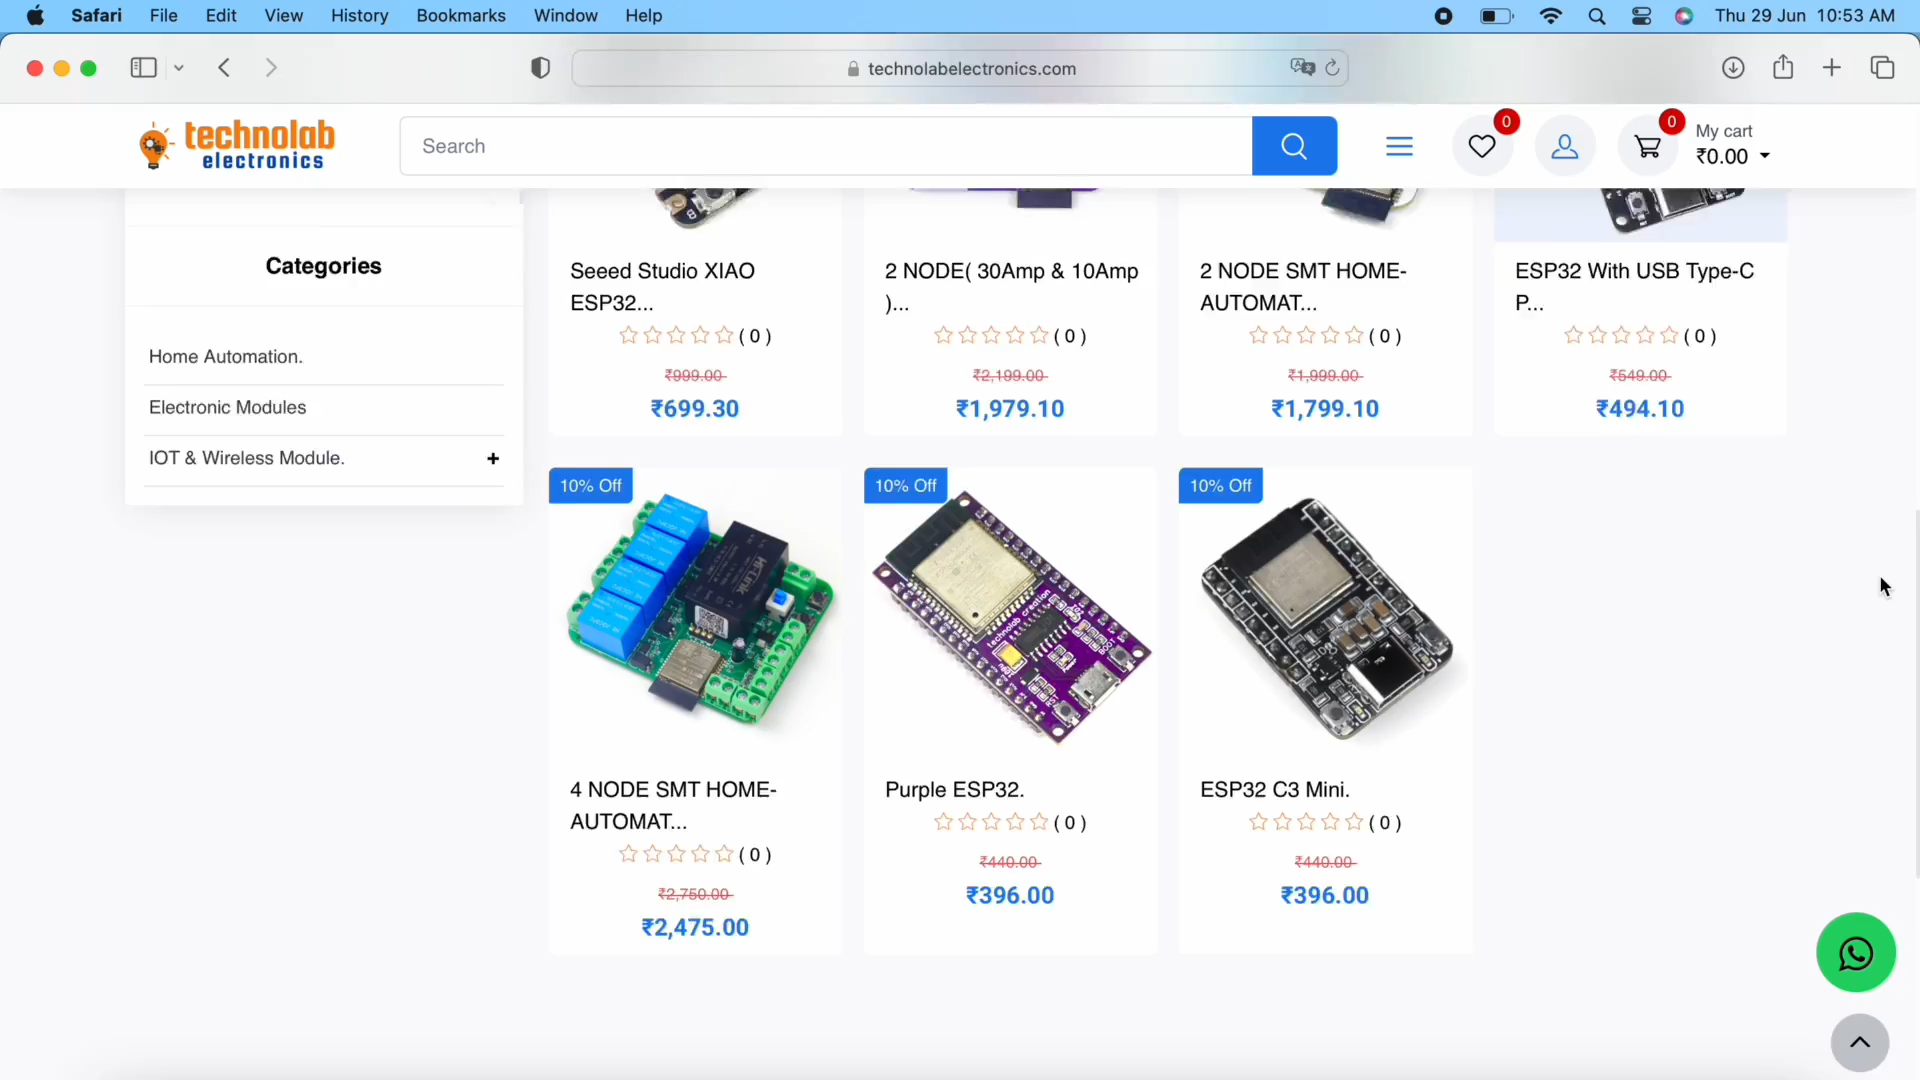 Safari File Edit View History Bookmarks Window Help
Thu 29 Jun 10:53 AM
technolabelectronics.com
technolab
electronics
Search
0
0
My cart
₹0.00
Categories
Home Automation.
Electronic Modules
IOT & Wireless Module. +
Seeed Studio XIAO
ESP32...
( 0 )
₹999.00
₹699.30
2 NODE( 30Amp & 10Amp
)...
( 0 )
₹2,199.00
₹1,979.10
2 NODE SMT HOME-
AUTOMAT...
( 0 )
₹1,999.00
₹1,799.10
ESP32 With USB Type-C
P...
( 0 )
₹549.00
₹494.10
10% Off
HI-LINK
4 NODE SMT HOME-
AUTOMAT...
( 0 )
₹2,750.00
₹2,475.00
10% Off
technolab creation
BOOT
Purple ESP32.
( 0 )
₹440.00
₹396.00
10% Off
ESP32 C3 Mini.
( 0 )
₹440.00
₹396.00